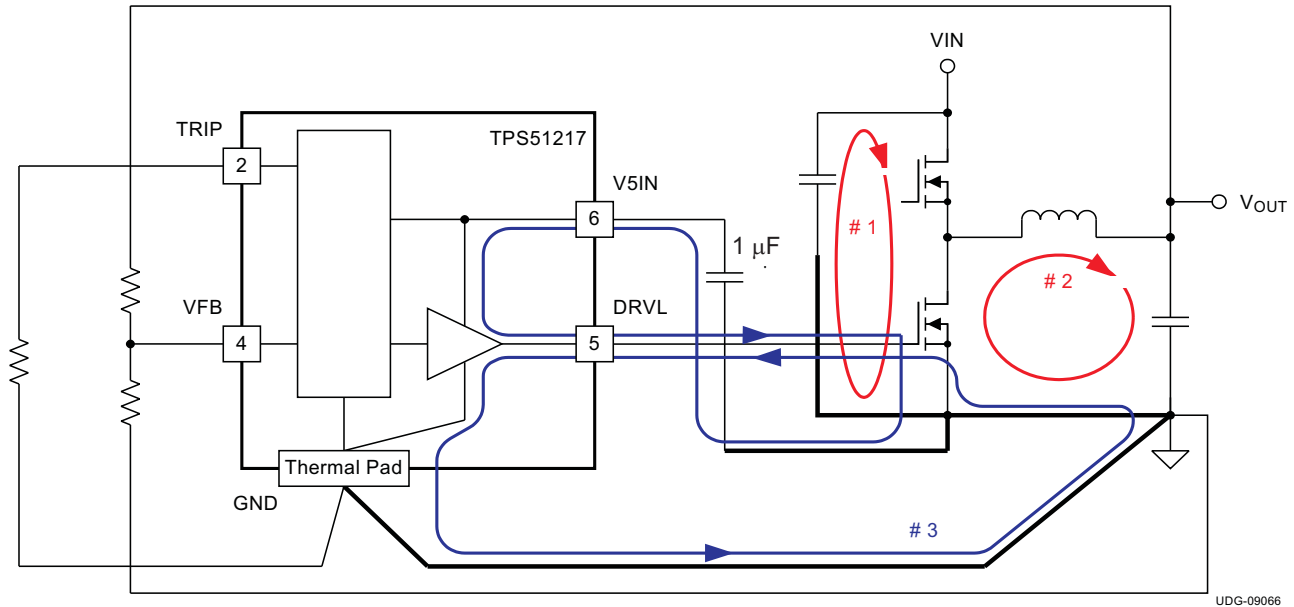 VIN
TRIP
TPS51217
2
V5IN
6
VOUT
1 μF
# 1
# 2
VFB
DRVL
4
5
Thermal Pad
GND
# 3
UDG-09066